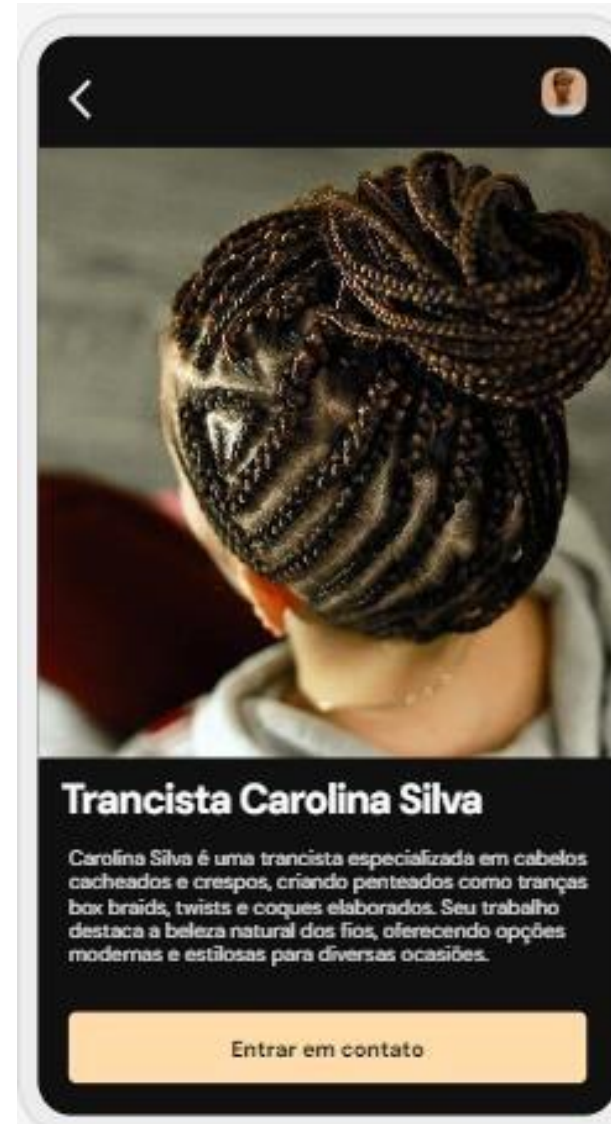 Trancista Carolina Silva
Carolina Silva é uma trancista especializada em cabelos
cacheados e crespos, criando penteados como tranças
box braids, twists e coques elaborados. Seu trabalho
destaca a beleza natural dos fios, oferecendo opções
modernas e estilosas para diversas ocasiões.
Entrar em contato